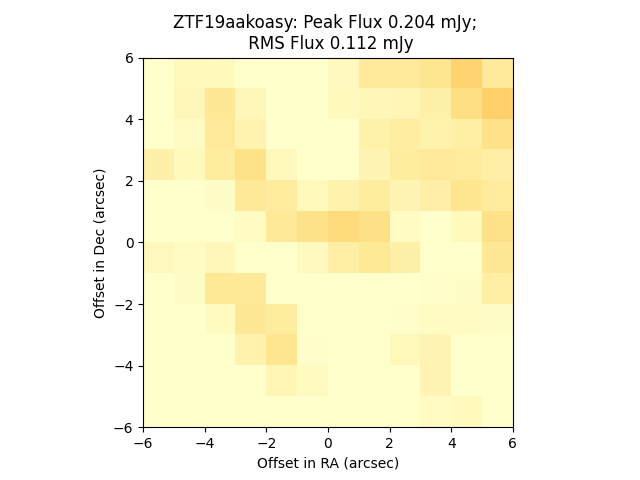 ZTF19aakoasy: Peak Flux 0.204 mJy;
RMS Flux 0.112 mJy
6
4
2
0
−2
−4
−6
Offset in Dec (arcsec)
−6 −4 −2 0 2 4 6
Offset in RA (arcsec)